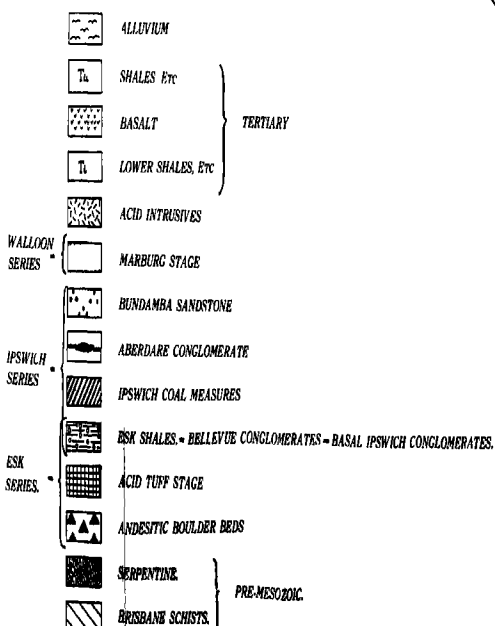 ALLUVIUM
Tu SHALES ETC
BASALT
TERTIARY
Tl LOWER SHALES, ETC
ACID INTRUSIVES
WALLOON
SERIES
MARBURG STAGE
BUNDAMBA SANDSTONE
IPSWICH
SERIES
ABERDARE CONGLOMERATE
IPSWICH COAL MEASURES
ESK SHALES. = BELLEVUE CONGLOMERATES = BASAL IPSWICH CONGLOMERATES.
ESK
SERIES.
ACID TUFF STAGE
ANDESITIC BOULDER BEDS
SERPENTINE.
PRE-MESOZOIC.
BRISBANE SCHISTS.